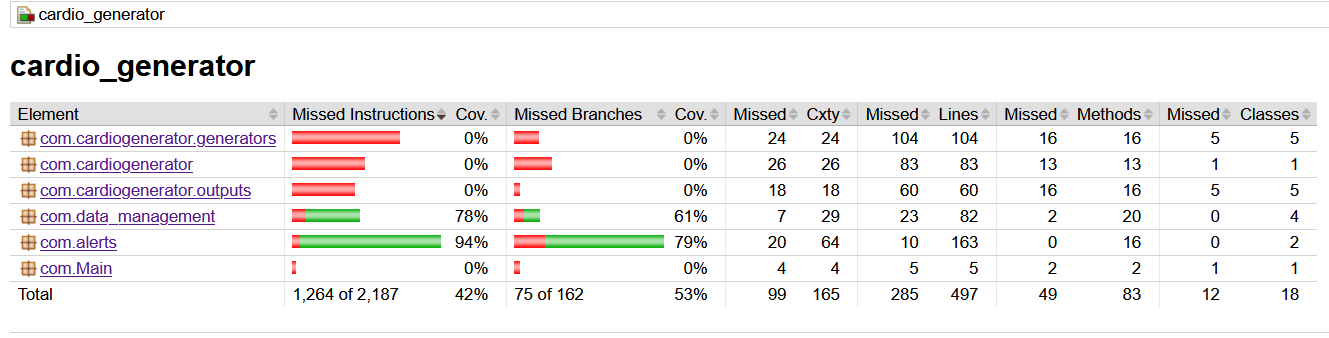 cardio_generator
cardio_generator
Element Missed Instructions Cov. Missed Branches Cov. Missed Cxty Missed Lines Missed Methods Missed Classes
com.cardiogenerator.generators 0% 0% 24 24 104 104 16 16 5 5
com.cardiogenerator 0% 0% 26 26 83 83 13 13 1 1
com.cardiogenerator.outputs 0% 0% 18 18 60 60 16 16 5 5
com.data_management 78% 61% 7 29 23 82 2 20 0 4
com.alerts 94% 79% 20 64 10 163 0 16 0 2
com.Main 0% 0% 4 4 5 5 2 2 1 1
Total 1,264 of 2,187 42% 75 of 162 53% 99 165 285 497 49 83 12 18